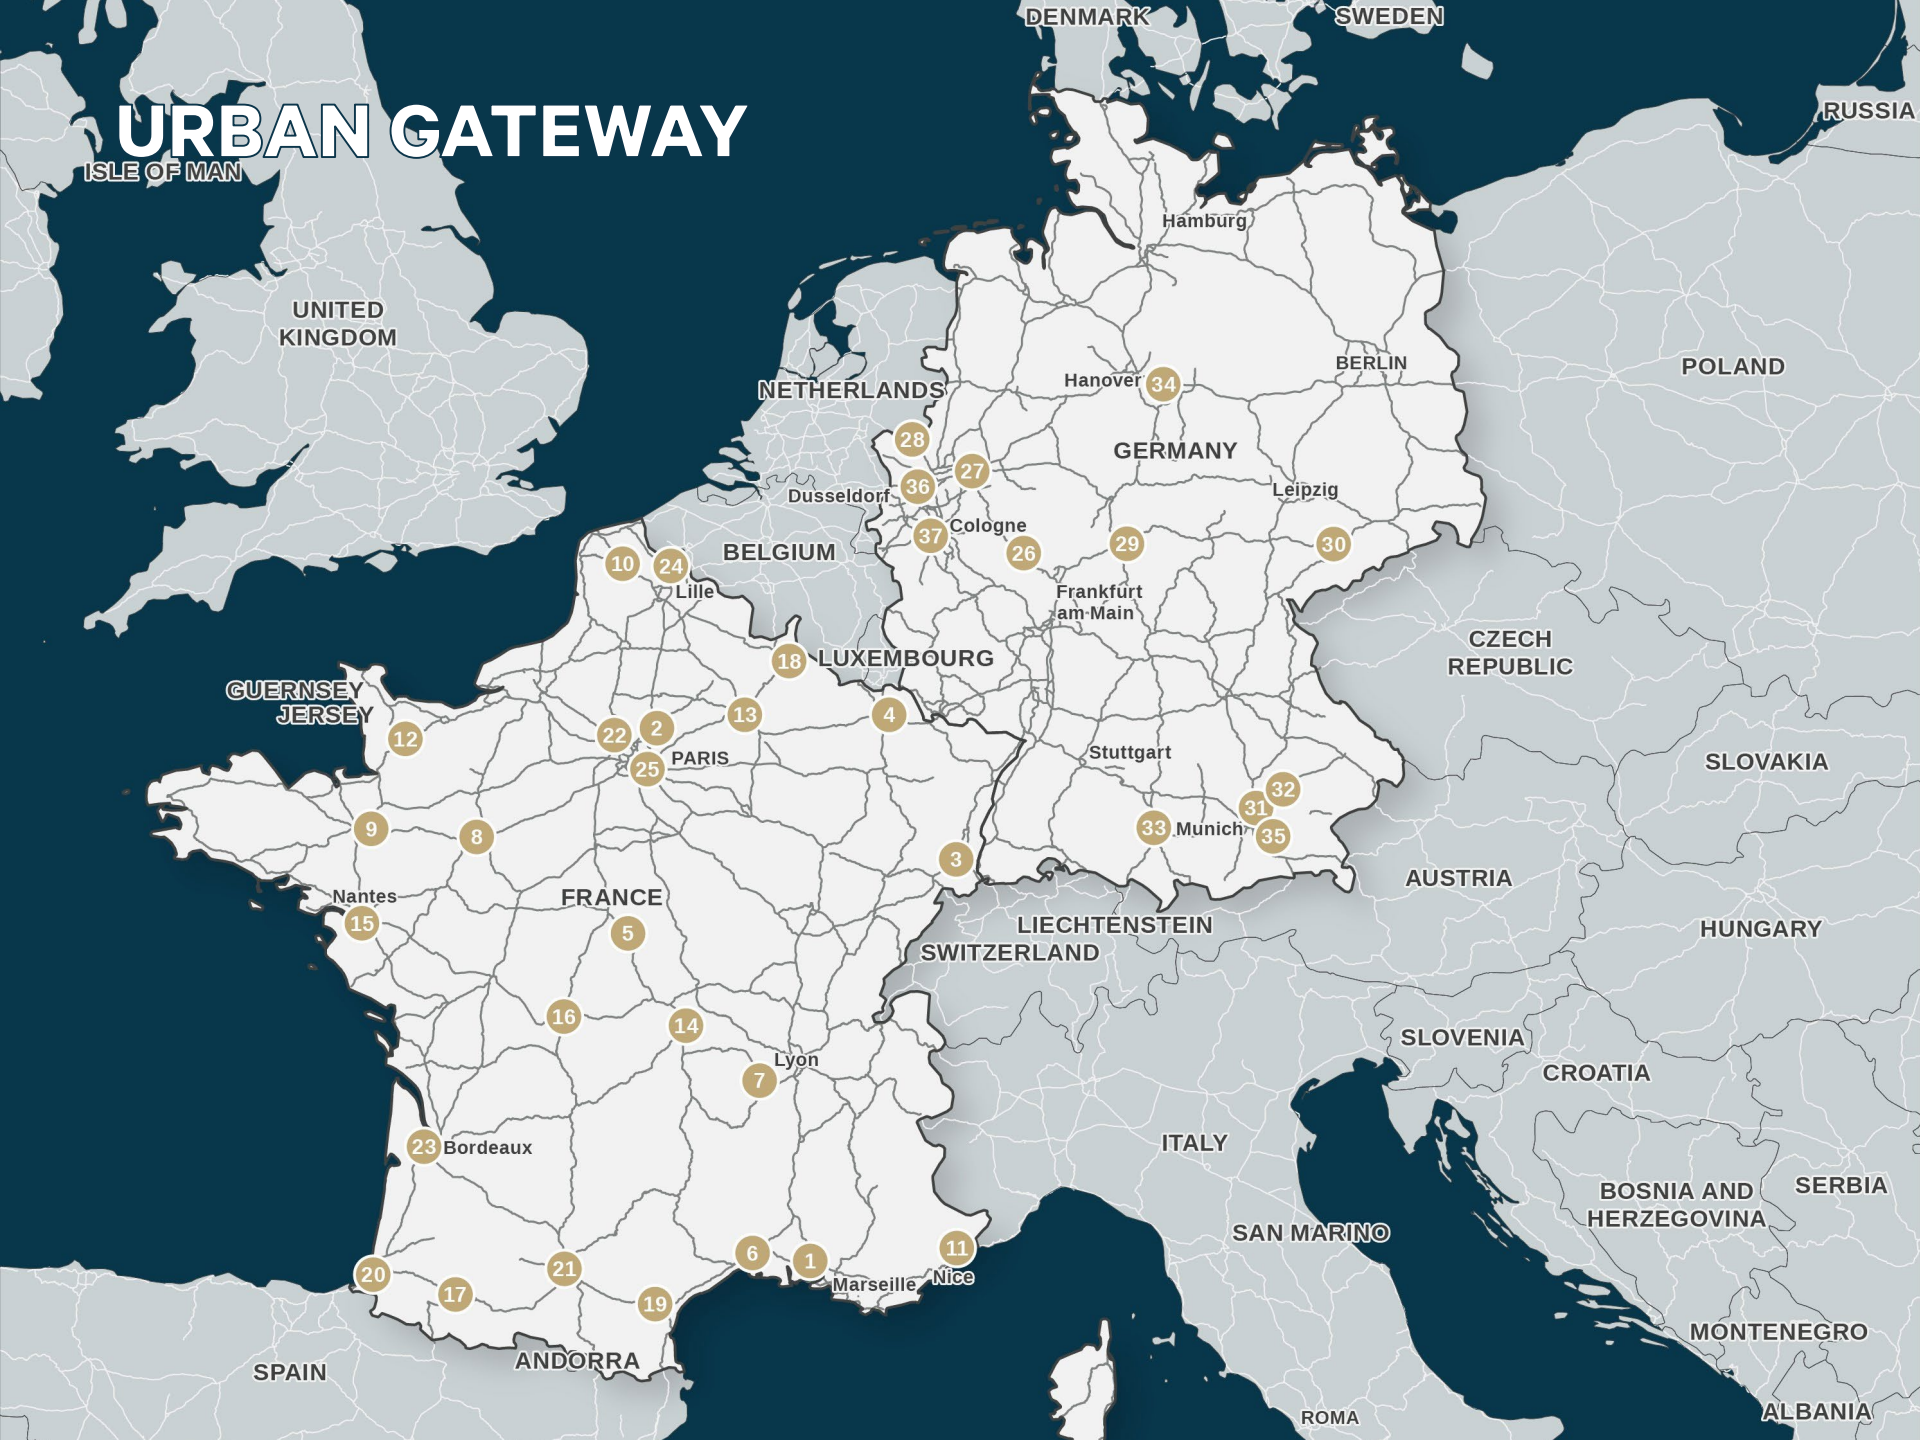 DENMARK
SWEDEN
RUSSIA
URBAN GATEWAY
ISLE OF MAN
Hamburg
UNITED
KINGDOM
BERLIN
POLAND
Hanover
34
NETHERLANDS
28
GERMANY
27
36
Dusseldorf
Leipzig
Cologne
37
29
30
26
BELGIUM
10
24
Lille
Frankfurt
am Main
CZECH
REPUBLIC
18
LUXEMBOURG
GUERNSEY
JERSEY
12
22
2
13
4
25
PARIS
Stuttgart
SLOVAKIA
32
31
33
Munich
35
9
8
3
AUSTRIA
Nantes
FRANCE
15
5
LIECHTENSTEIN
SWITZERLAND
HUNGARY
16
14
SLOVENIA
Lyon
7
CROATIA
23
Bordeaux
ITALY
BOSNIA AND
HERZEGOVINA
SERBIA
SAN MARINO
6
1
11
Nice
Marseille
20
21
17
19
MONTENEGRO
SPAIN
ANDORRA
ROMA
ALBANIA